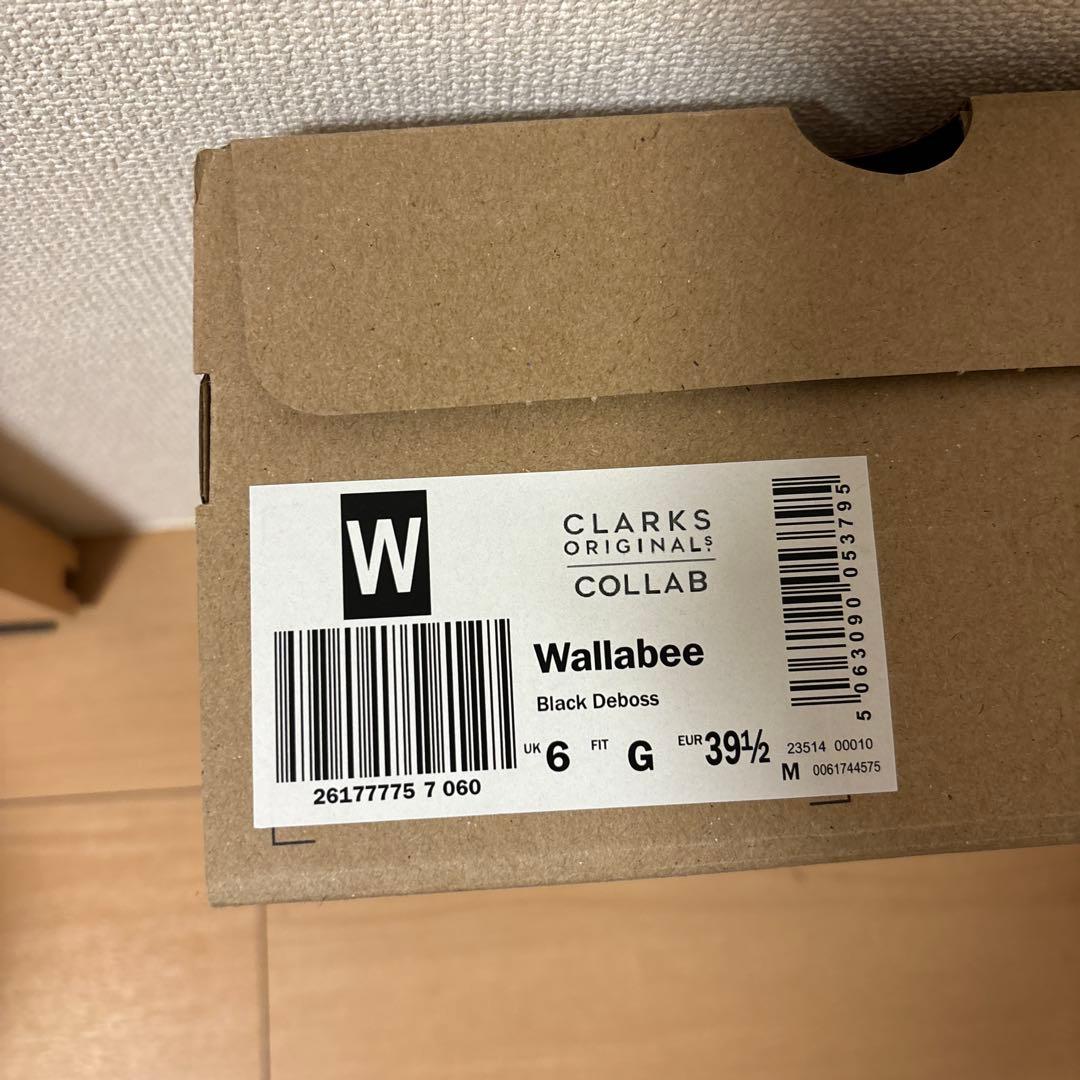 W
CLARKS
ORIGINALS.
COLLAB
Wallabee
Black Deboss
UK 6 FIT G EUR 39½
26177775 7 060
5 063090 053795
23514 00010
M 0061744575